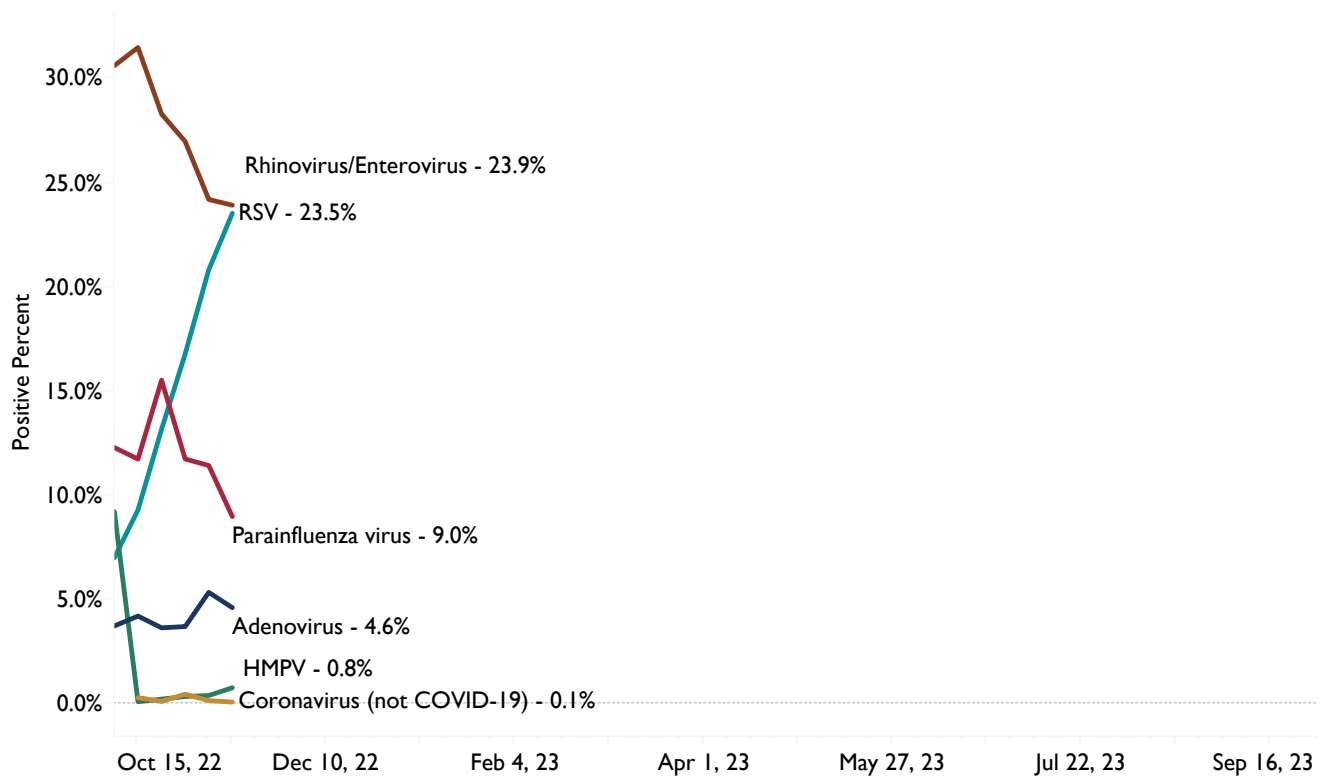 30.0%
25.0%
20.0%
15.0%
10.0%
5.0%
0.0%
Positive Percent
Rhinovirus/Enterovirus - 23.9%
RSV - 23.5%
Parainfluenza virus - 9.0%
Adenovirus - 4.6%
HMPV - 0.8%
Coronavirus (not COVID-19) - 0.1%
Oct 15, 22 Dec 10, 22 Feb 4, 23 Apr 1, 23 May 27, 23 Jul 22, 23 Sep 16, 23